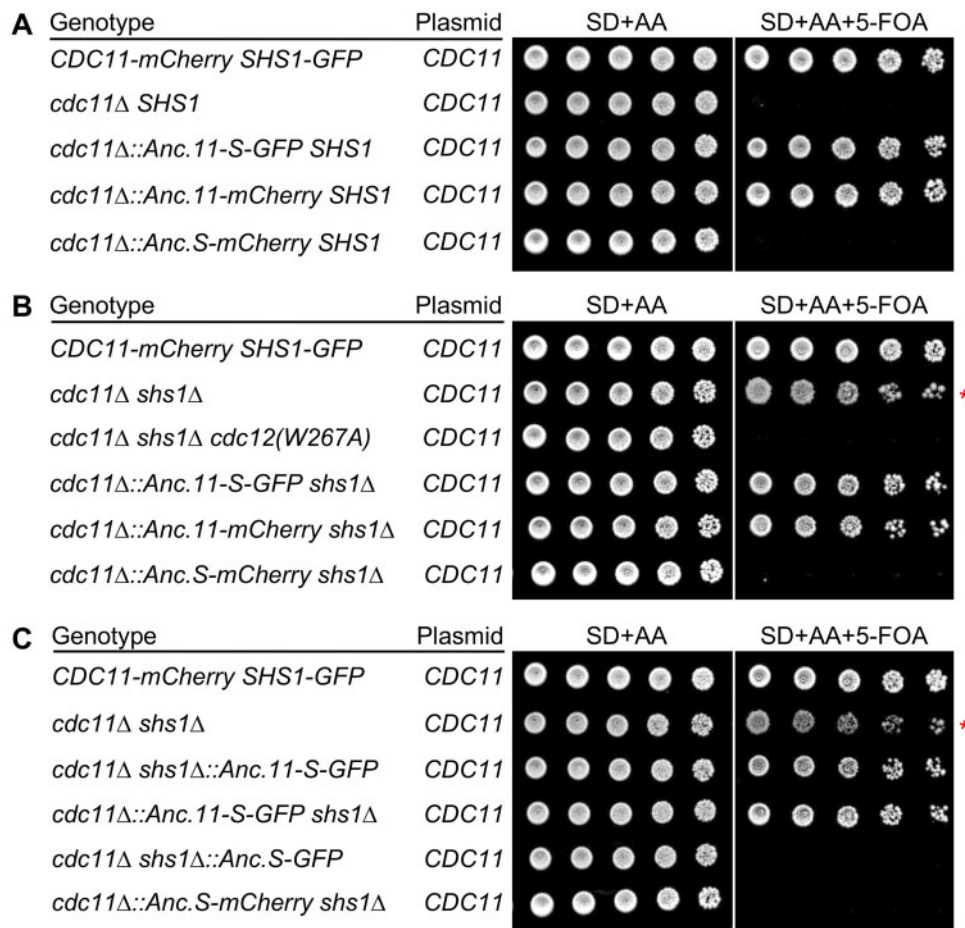 A Genotype Plasmid SD+AA SD+AA+5-FOA
CDC11-mCherry SHS1-GFP CDC11
cdc11Δ SHS1 CDC11
cdc11Δ::Anc.11-S-GFP SHS1 CDC11
cdc11Δ::Anc.11-mCherry SHS1 CDC11
cdc11Δ::Anc.S-mCherry SHS1 CDC11
B Genotype Plasmid SD+AA SD+AA+5-FOA
CDC11-mCherry SHS1-GFP CDC11
cdc11Δ shs1Δ CDC11 *
cdc11Δ shs1Δ cdc12(W267A) CDC11
cdc11Δ::Anc.11-S-GFP shs1Δ CDC11
cdc11Δ::Anc.11-mCherry shs1Δ CDC11
cdc11Δ::Anc.S-mCherry shs1Δ CDC11
C Genotype Plasmid SD+AA SD+AA+5-FOA
CDC11-mCherry SHS1-GFP CDC11
cdc11Δ shs1Δ CDC11 *
cdc11Δ shs1Δ::Anc.11-S-GFP CDC11
cdc11Δ::Anc.11-S-GFP shs1Δ CDC11
cdc11Δ shs1Δ::Anc.S-GFP CDC11
cdc11Δ::Anc.S-mCherry shs1Δ CDC11